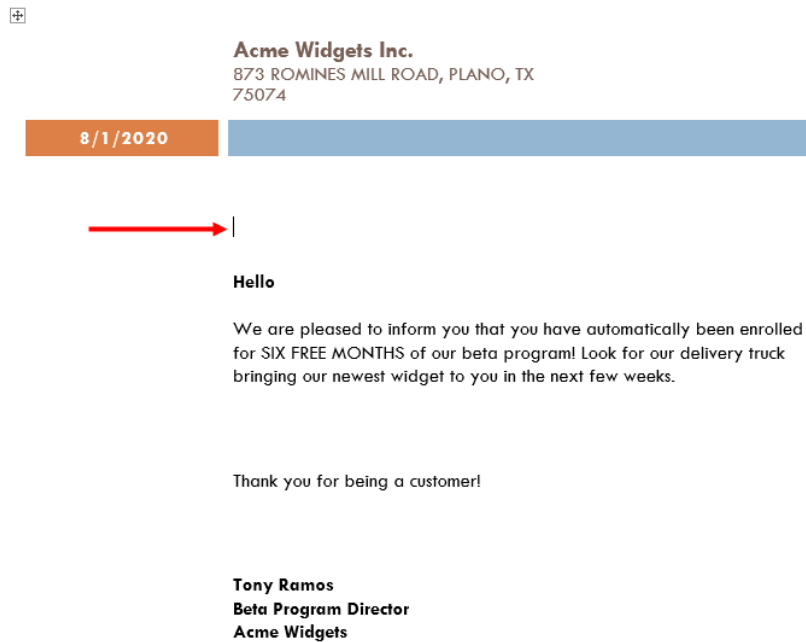 Acme Widgets Inc.
873 ROMINES MILL ROAD, PLANO, TX
75074
8/1/2020
Hello
We are pleased to inform you that you have automatically been enrolled
for SIX FREE MONTHS of our beta program! Look for our delivery truck
bringing our newest widget to you in the next few weeks.
Thank you for being a customer!
Tony Ramos
Beta Program Director
Acme Widgets